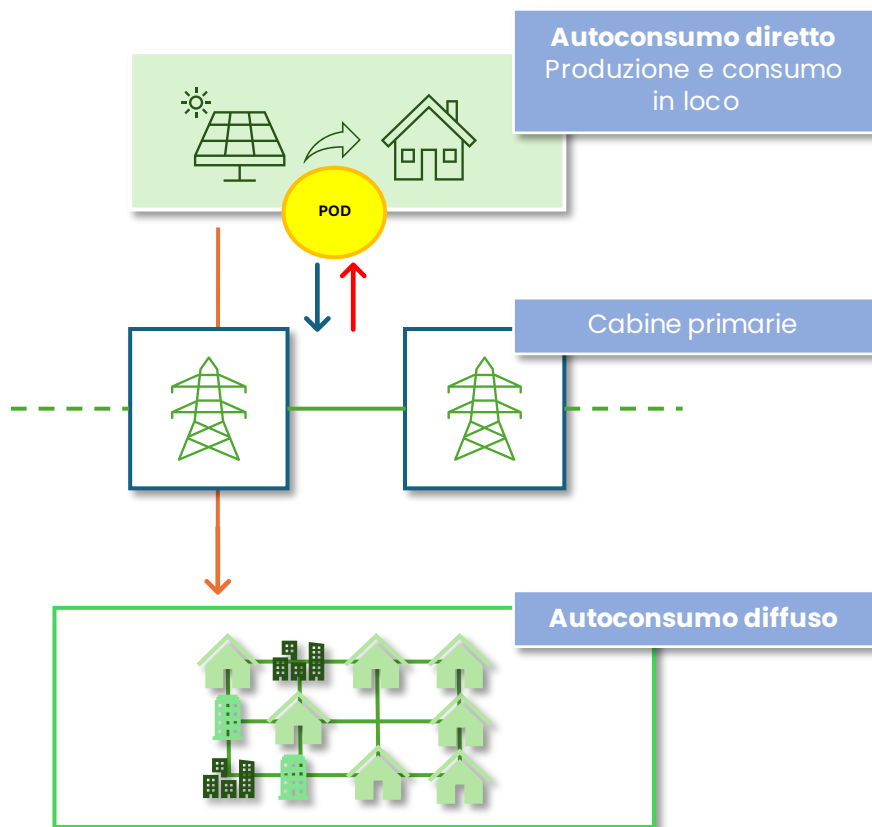 Autoconsumo diretto
Produzione e consumo
in loco
POD
Cabine primarie
Autoconsumo diffuso